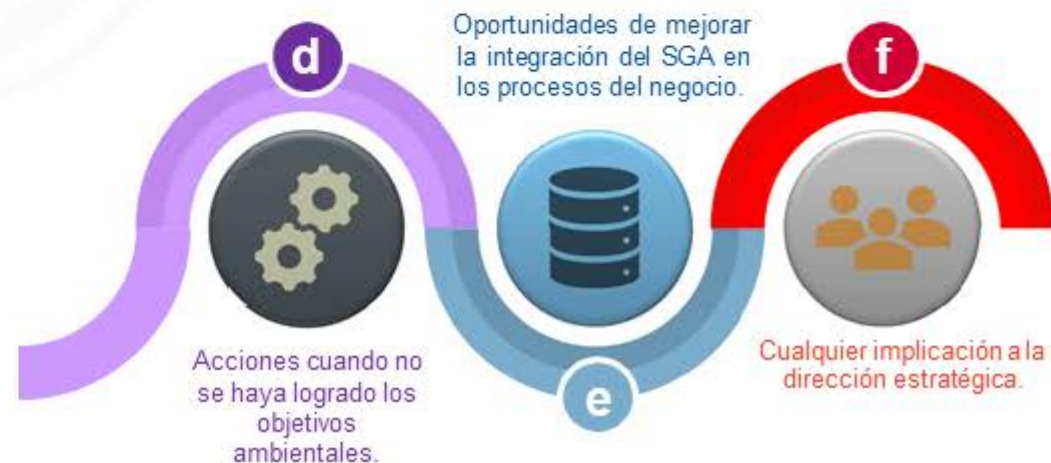 d
Acciones cuando no
se haya logrado los
objetivos
ambientales.
Oportunidades de mejorar
la integración del SGA en
los procesos del negocio.
e
f
Cualquier implicación a la
dirección estratégica.